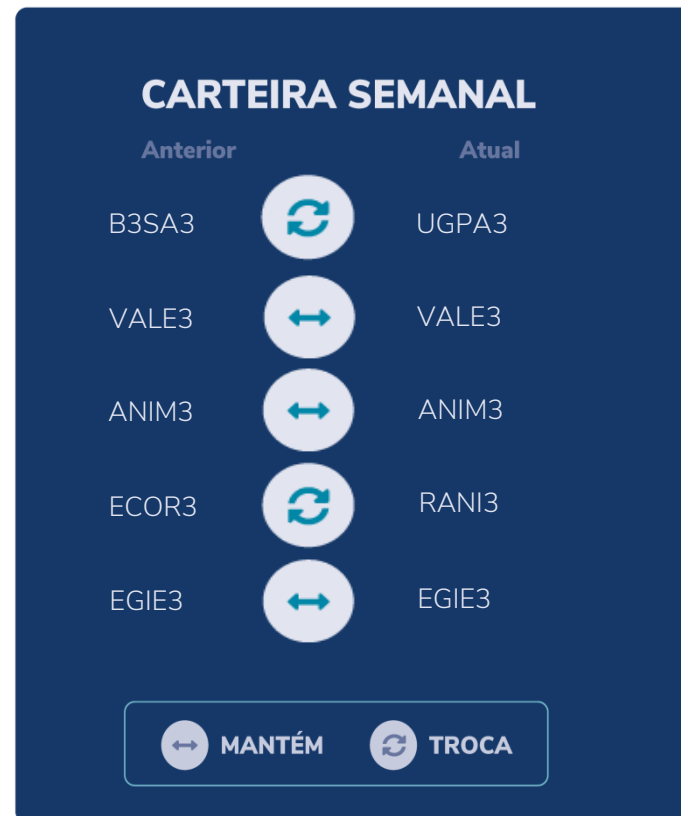 CARTEIRA SEMANAL
Anterior Atual
B3SA3 UGPA3
VALE3 VALE3
ANIM3 ANIM3
ECOR3 RANI3
EGIE3 EGIE3
MANTÉM TROCA